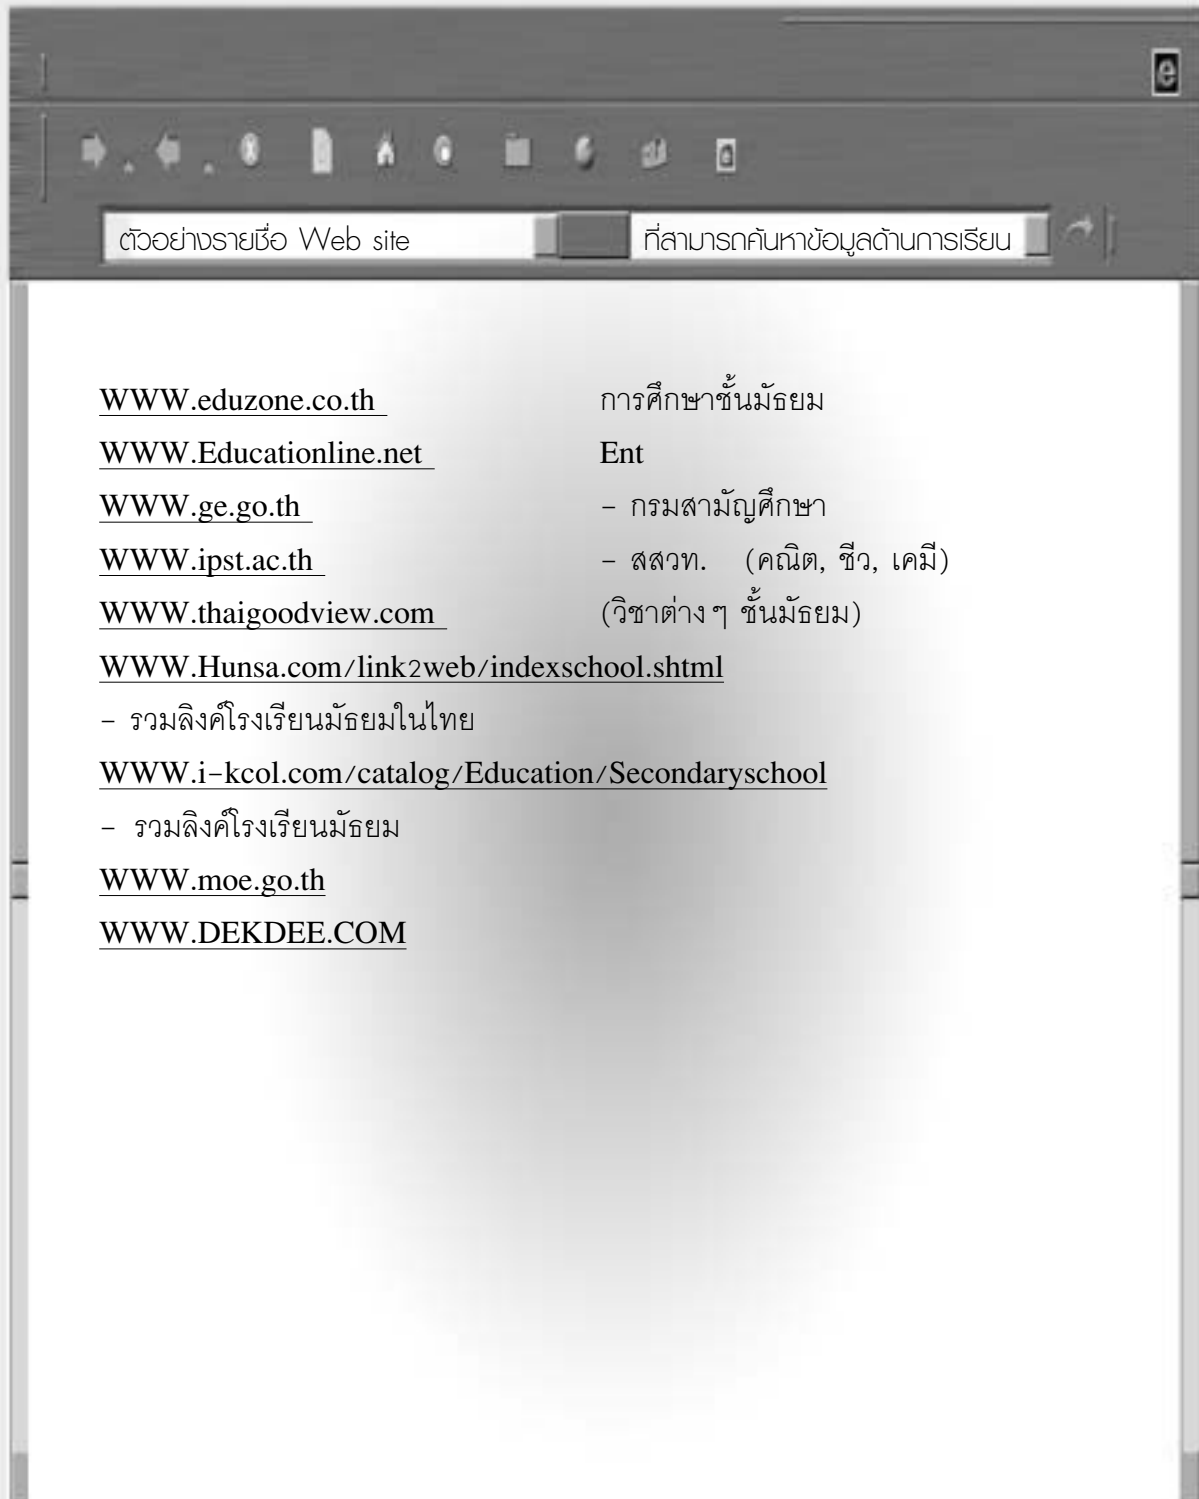 ตัวอย่างรายชื่อ Web site ที่สามารถค้นหาข้อมูลด้านการเรียน
WWW.eduzone.co.th การศึกษาชั้นมัธยม
WWW.Educationline.net Ent
WWW.ge.go.th - กรมสามัญศึกษา
WWW.ipst.ac.th - สสวท. (คณิต, ชีว, เคมี)
WWW.thaigoodview.com (วิชาต่างๆ ชั้นมัธยม)
WWW.Hunsa.com/link2web/indexschool.shtml
- รวมลิงค์โรงเรียนมัธยมในไทย
WWW.i-kcol.com/catalog/Education/Secondaryschool
- รวมลิงค์โรงเรียนมัธยม
WWW.moe.go.th
WWW.DEKDEE.COM